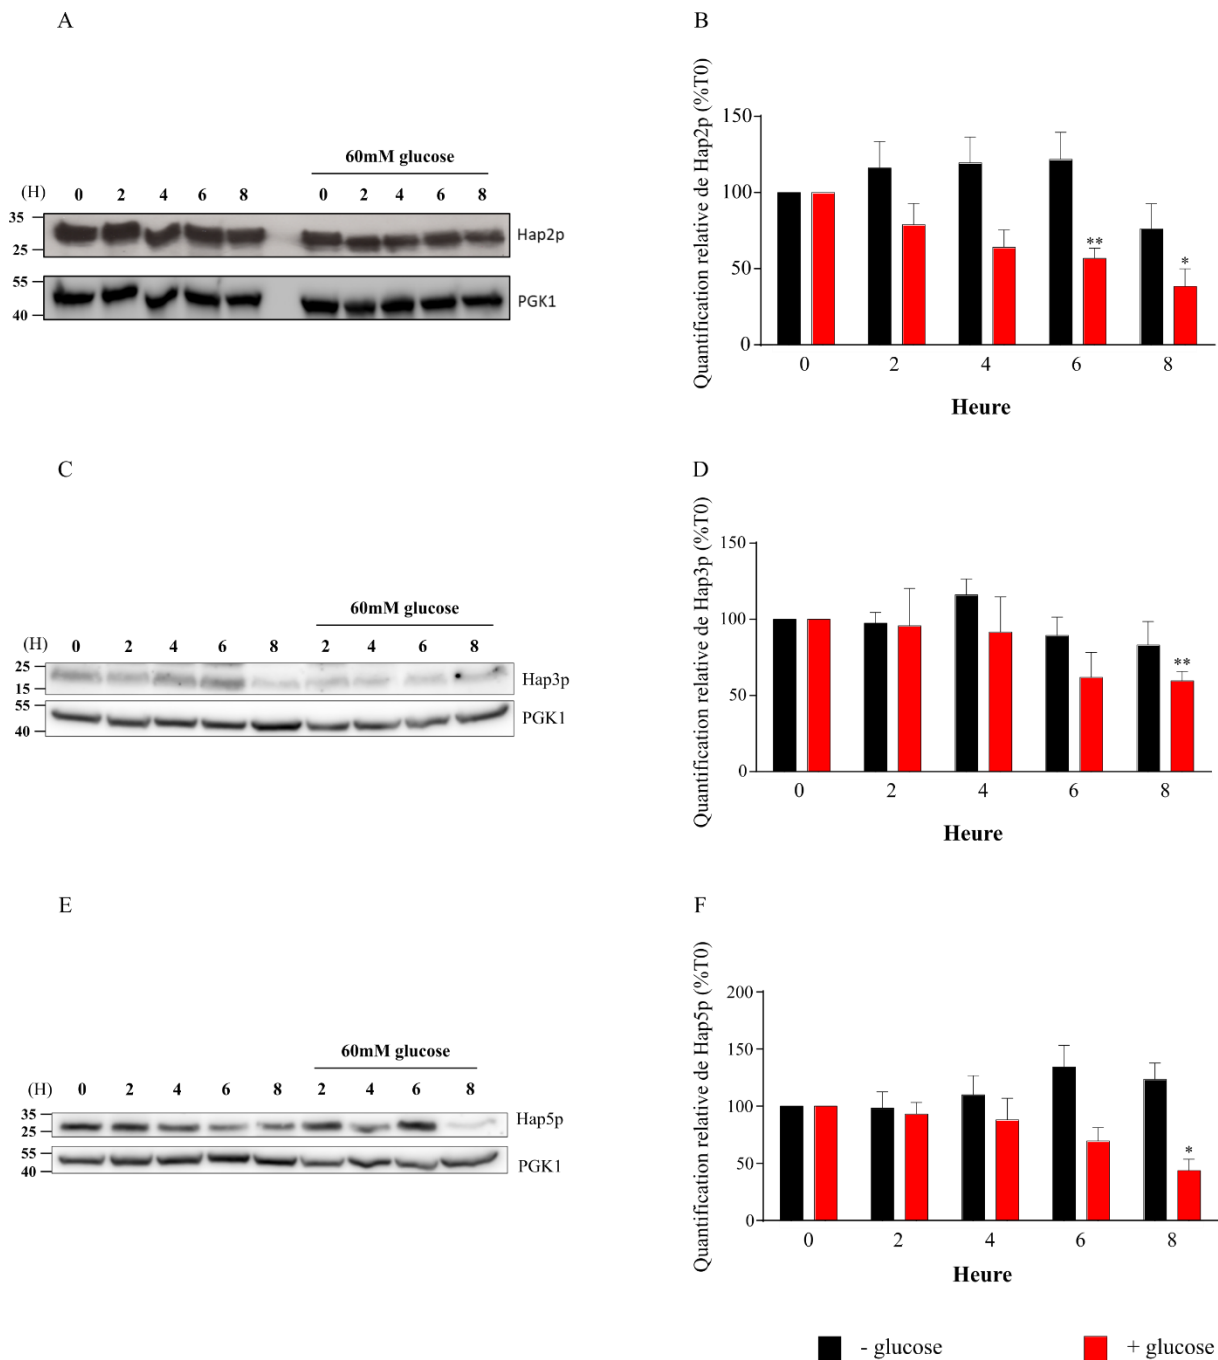 A
60mM glucose
(H) 0 2 4 6 8 0 2 4 6 8
35
25
Hap2p
55
40
PGK1
B
Quantification relative de Hap2p (%T0)
150
100
50
0
**
*
0 2 4 6 8
Heure
C
60mM glucose
(H) 0 2 4 6 8 2 4 6 8
25
15
Hap3p
55
40
PGK1
D
Quantification relative de Hap3p (%T0)
150
100
50
0
**
0 2 4 6 8
Heure
E
60mM glucose
(H) 0 2 4 6 8 2 4 6 8
35
25
Hap5p
55
40
PGK1
F
Quantification relative de Hap5p (%T0)
200
150
100
50
0
*
0 2 4 6 8
Heure
- glucose
+ glucose